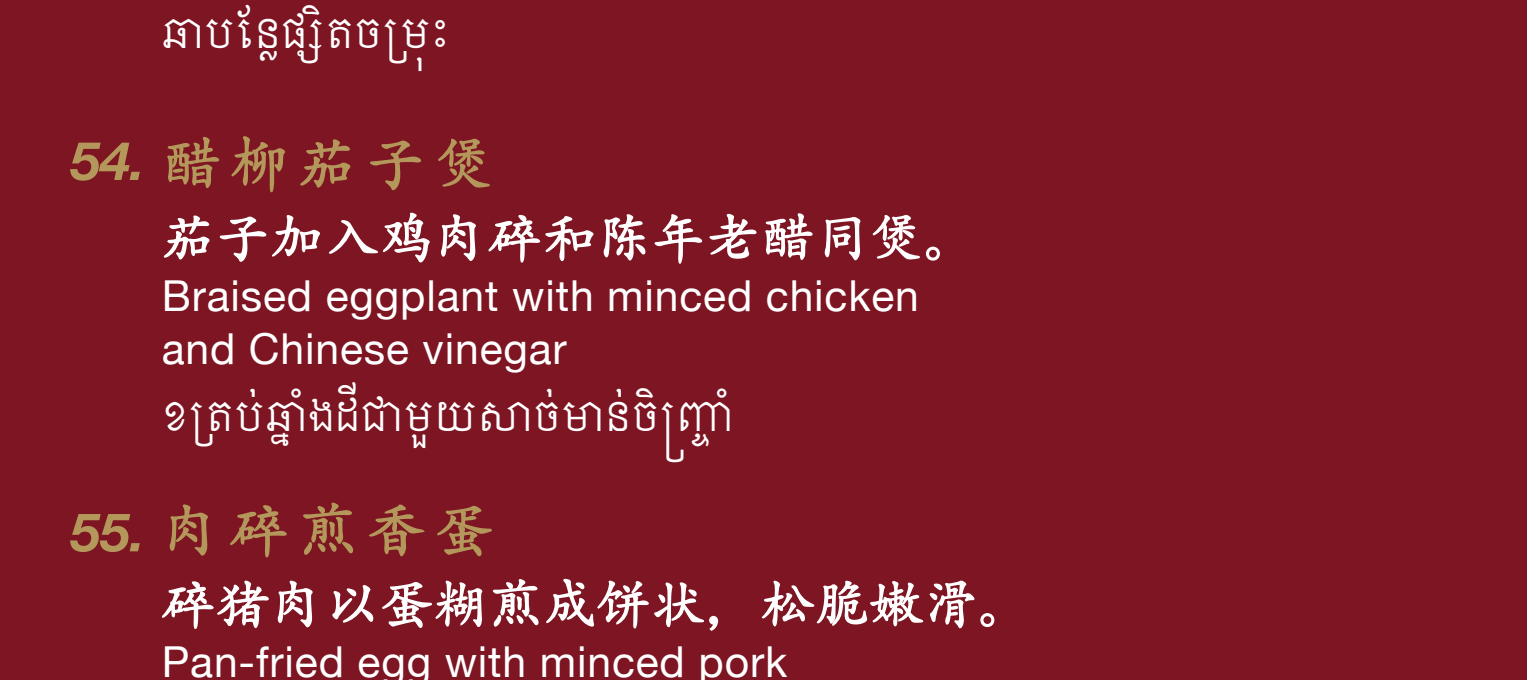 ឆាបន្លែផ្សិតចម្រុះ
54. 醋柳茄子煲
茄子加入鸡肉碎和陈年老醋同煲。
Braised eggplant with minced chicken
and Chinese vinegar
ខត្រប់ឆ្នាំងដីជាមួយសាច់មាន់ចិញ្ច្រាំ
55. 肉碎煎香蛋
碎猪肉以蛋糊煎成饼状，松脆嫩滑。
Pan-fried egg with minced pork